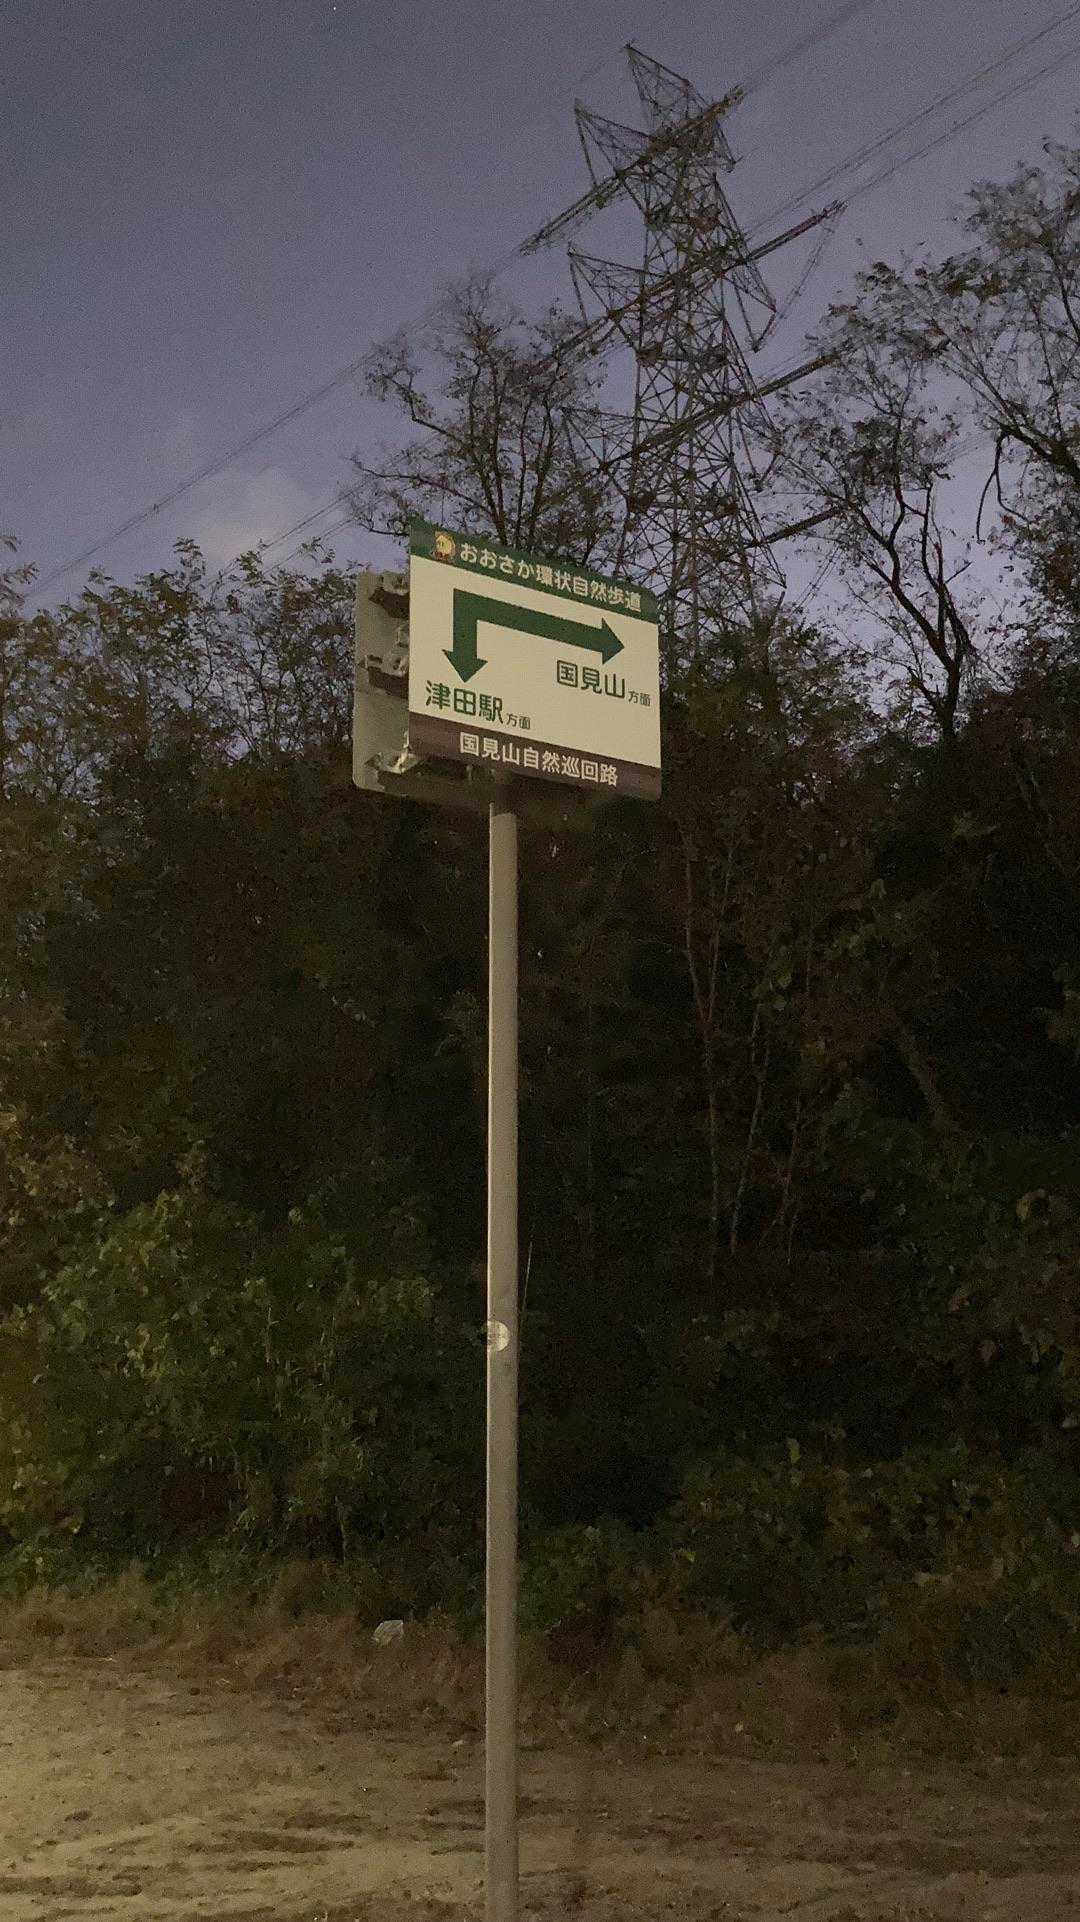 おおさか環状自然歩道
国見山方面
津田駅方面
国見山自然巡回路